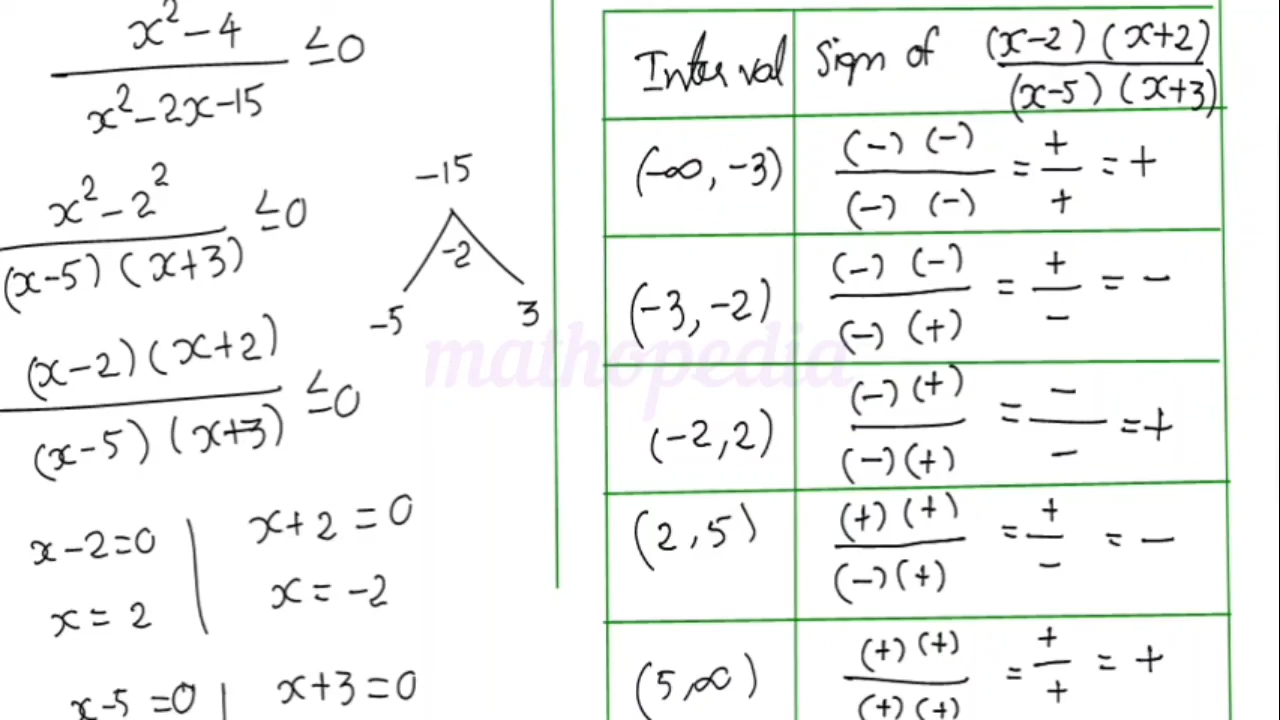 x² − 4
───────── ≤ 0
x² − 2x − 15
x² − 2²
───────── ≤ 0
(x−5) (x+3)
(x−2) (x+2)
───────── ≤ 0
(x−5) (x+3)
x−2=0 | x+2=0
x=2 | x=−2
x−5=0 | x+3=0
−15
−2
−5 3
Interval | Sign of (x−2) (x+2) / (x−5) (x+3)
(−∞, −3) | (−) (−) / (−) (−) = + / + = +
(−3, −2) | (−) (−) / (−) (+) = + / − = −
(−2, 2) | (−) (+) / (−) (+) = − / − = +
(2, 5) | (+) (+) / (−) (+) = + / − = −
(5, ∞) | (+) (+) / (+) (+) = + / + = +
mathopedia